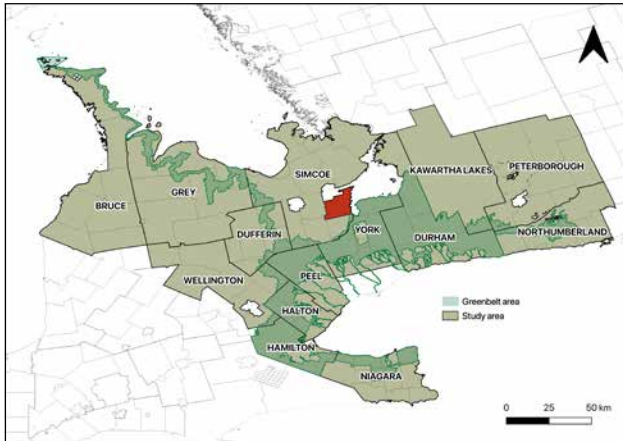 SIMCOE
KAWARTHA LAKES
PETERBOROUGH
GREY
BRUCE
DUFFERIN
YORK
DURHAM
NORTHUMBERLAND
WELLINGTON
PEEL
HALTON
HAMILTON
NIAGARA
Greenbelt area
Study area
0 25 50 km